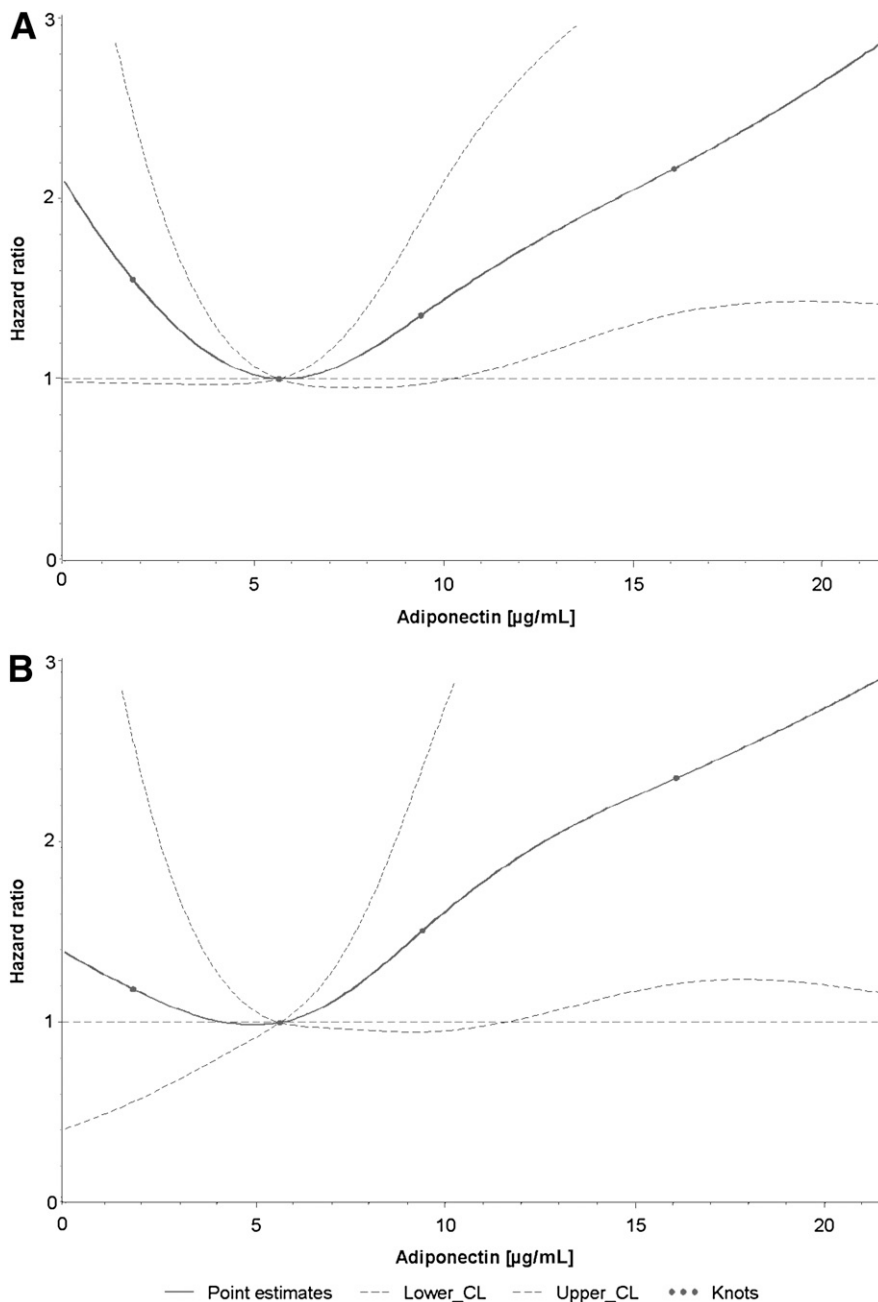 A
3
2
1
0
Hazard ratio
0 5 10 15 20
Adiponectin [µg/mL]
B
3
2
1
0
Hazard ratio
0 5 10 15 20
Adiponectin [µg/mL]
Point estimates Lower_CL Upper_CL Knots